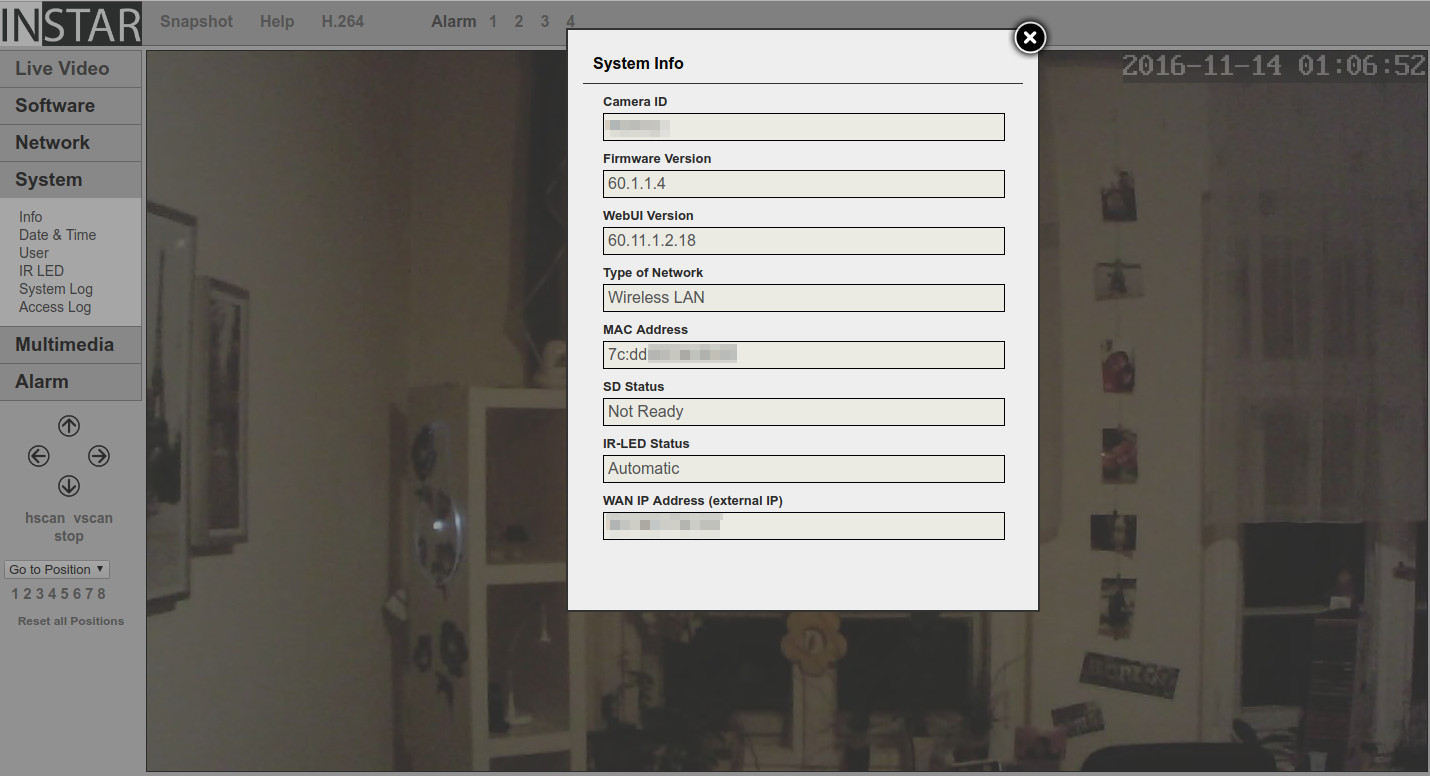 INSTAR
Snapshot Help H.264 Alarm 1 2 3 4
Live Video
Software
Network
System
Info
Date & Time
User
IR LED
System Log
Access Log
Multimedia
Alarm
hscan vscan
stop
Go to Position
1 2 3 4 5 6 7 8
Reset all Positions
2016-11-14 01:06:52
System Info
Camera ID
Firmware Version
60.1.1.4
WebUI Version
60.11.1.2.18
Type of Network
Wireless LAN
MAC Address
7c:dd
SD Status
Not Ready
IR-LED Status
Automatic
WAN IP Address (external IP)